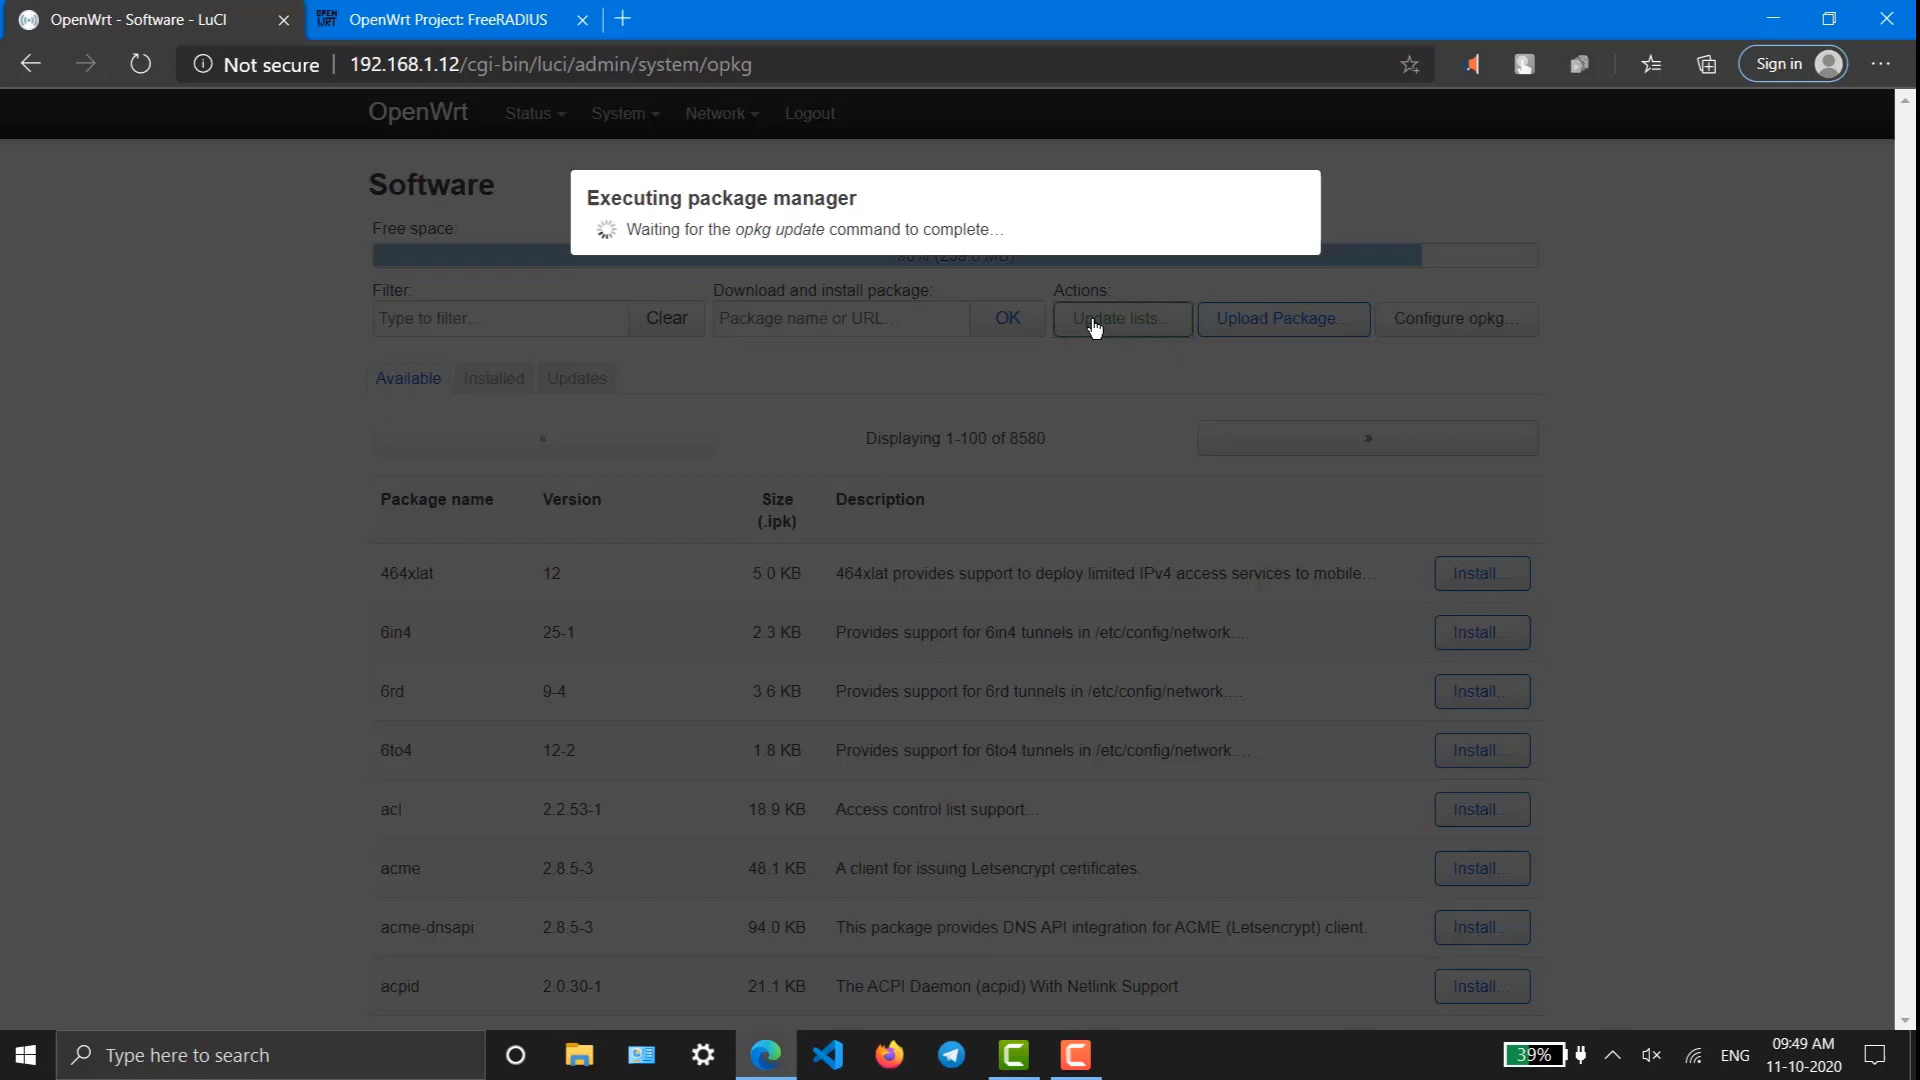 OpenWrt - Software - LuCI
OPEN WRT OpenWrt Project: FreeRADIUS
Not secure 192.168.1.12/cgi-bin/luci/admin/system/opkg
Sign in
OpenWrt Status System Network Logout
Software
Executing package manager
Waiting for the opkg update command to complete…
Free space:
Filter: Download and install package: Actions:
Type to filter… Clear Package name or URL… OK Update lists… Upload Package… Configure opkg…
Available Installed Updates
« Displaying 1-100 of 8580 »
Package name Version Size (.ipk) Description
464xlat 12 5.0 KB 464xlat provides support to deploy limited IPv4 access services to mobile… Install…
6in4 25-1 2.3 KB Provides support for 6in4 tunnels in /etc/config/network.… Install…
6rd 9-4 3.6 KB Provides support for 6rd tunnels in /etc/config/network.… Install…
6to4 12-2 1.8 KB Provides support for 6to4 tunnels in /etc/config/network.… Install…
acl 2.2.53-1 18.9 KB Access control list support… Install…
acme 2.8.5-3 48.1 KB A client for issuing Letsencrypt certificates. Install…
acme-dnsapi 2.8.5-3 94.0 KB This package provides DNS API integration for ACME (Letsencrypt) client. Install…
acpid 2.0.30-1 21.1 KB The ACPI Daemon (acpid) With Netlink Support Install…
Type here to search
39% ENG 09:49 AM
11-10-2020